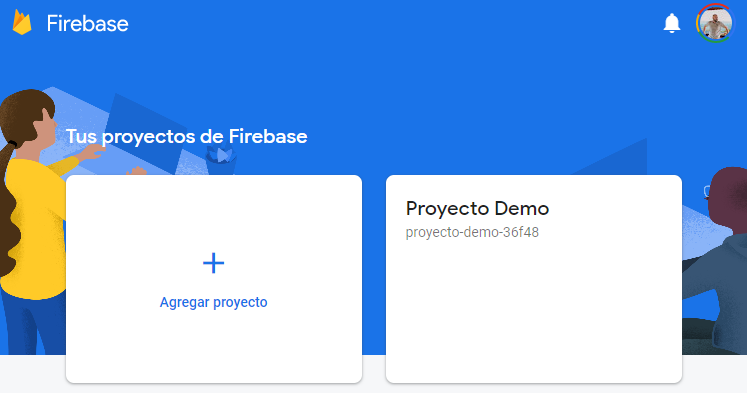 Firebase
Tus proyectos de Firebase
Agregar proyecto
Proyecto Demo
proyecto-demo-36f48